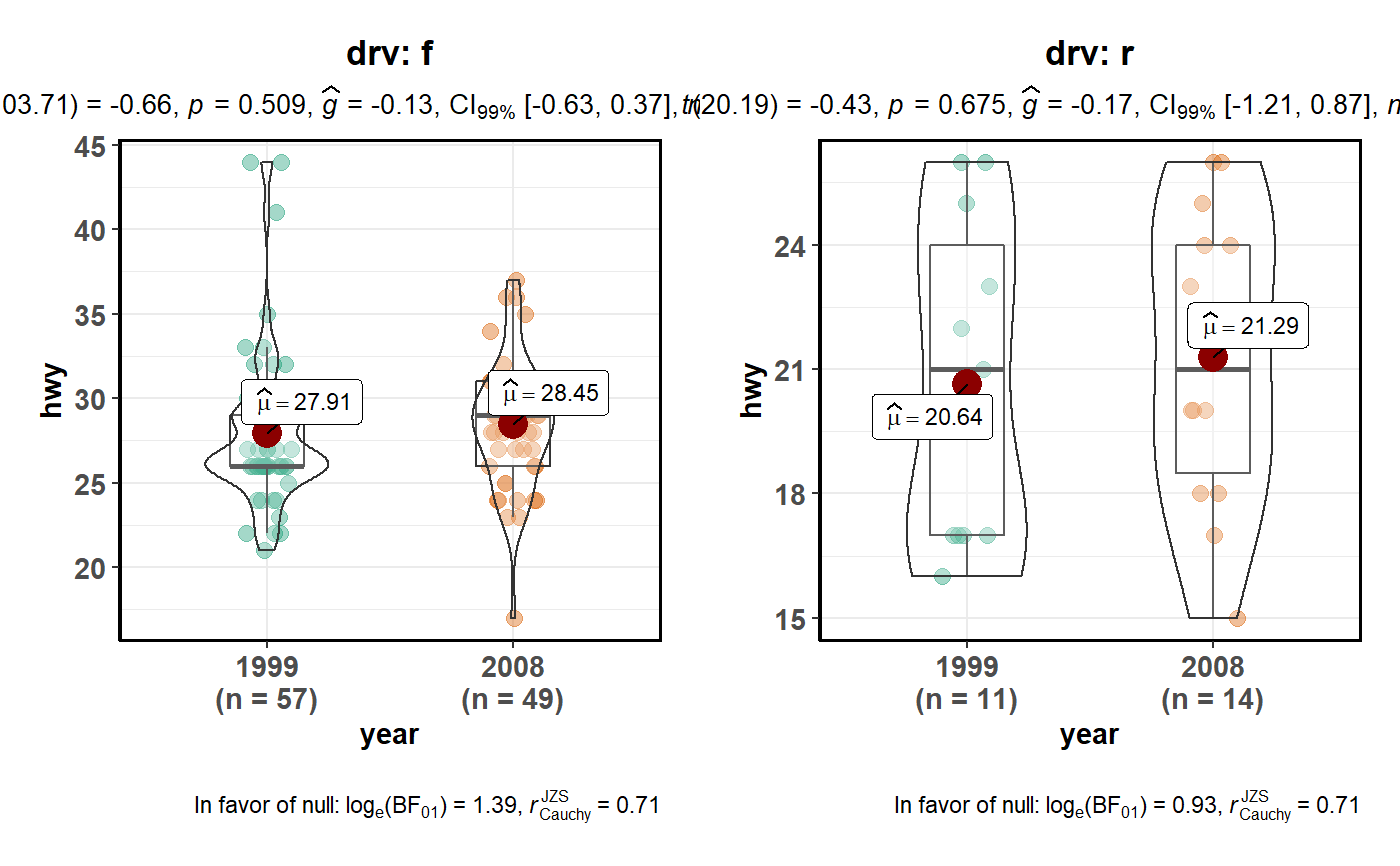 drv: f
03.71) = -0.66, p = 0.509, ĝ = -0.13, CI99% [-0.63, 0.37],
45
40
35
30
25
20
hwy
μ̂ = 27.91
μ̂ = 28.45
1999
(n = 57)
2008
(n = 49)
year
In favor of null: loge(BF01) = 1.39, r JZS Cauchy = 0.71
drv: r
(20.19) = -0.43, p = 0.675, ĝ = -0.17, CI99% [-1.21, 0.87],
24
21
18
15
hwy
μ̂ = 20.64
μ̂ = 21.29
1999
(n = 11)
2008
(n = 14)
year
In favor of null: loge(BF01) = 0.93, r JZS Cauchy = 0.71